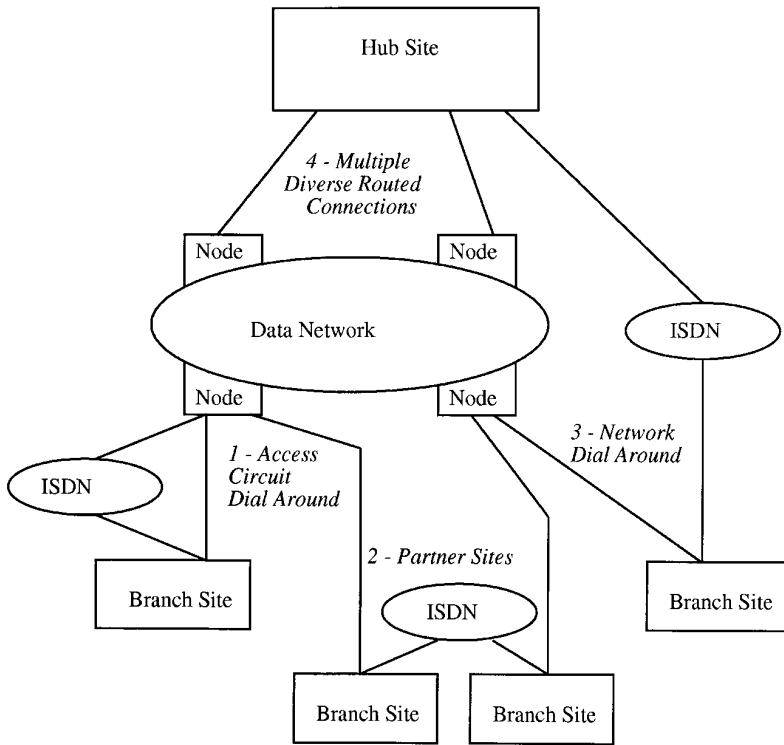 Hub Site
4 - Multiple
Diverse Routed
Connections
Node
Node
Data Network
ISDN
Node
Node
1 - Access
Circuit
Dial Around
3 - Network
Dial Around
ISDN
2 - Partner Sites
Branch Site
ISDN
Branch Site
Branch Site
Branch Site